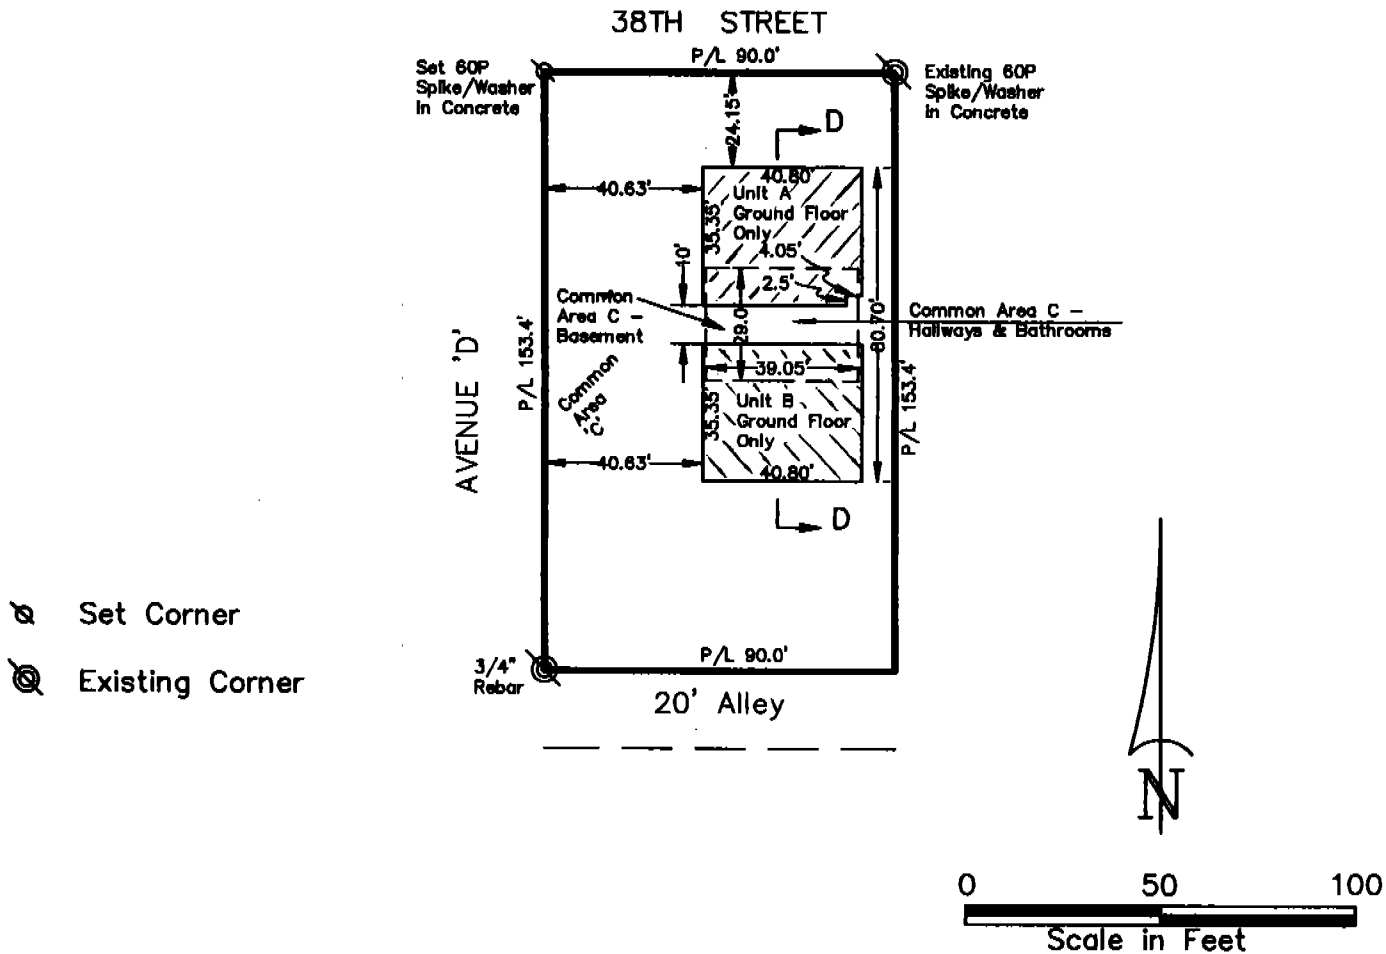 38TH STREET
P/L 90.0'
Set 60P
Spike/Washer
in Concrete
Existing 60P
Spike/Washer
in Concrete
24.15'
D
40.63'
40.80'
Unit A
Ground Floor
Only
35.35'
4.05'
2.5'
10'
Common
Area C -
Basement
29.0'
80.70'
Common Area C -
Hallways & Bathrooms
AVENUE 'D'
P/L 153.4'
Common
Area
'C'
39.05'
P/L 153.4'
35.35'
Unit B
Ground Floor
Only
40.63'
40.80'
D
Set Corner
Existing Corner
3/4"
Rebar
P/L 90.0'
20' Alley
N
0 50 100
Scale in Feet